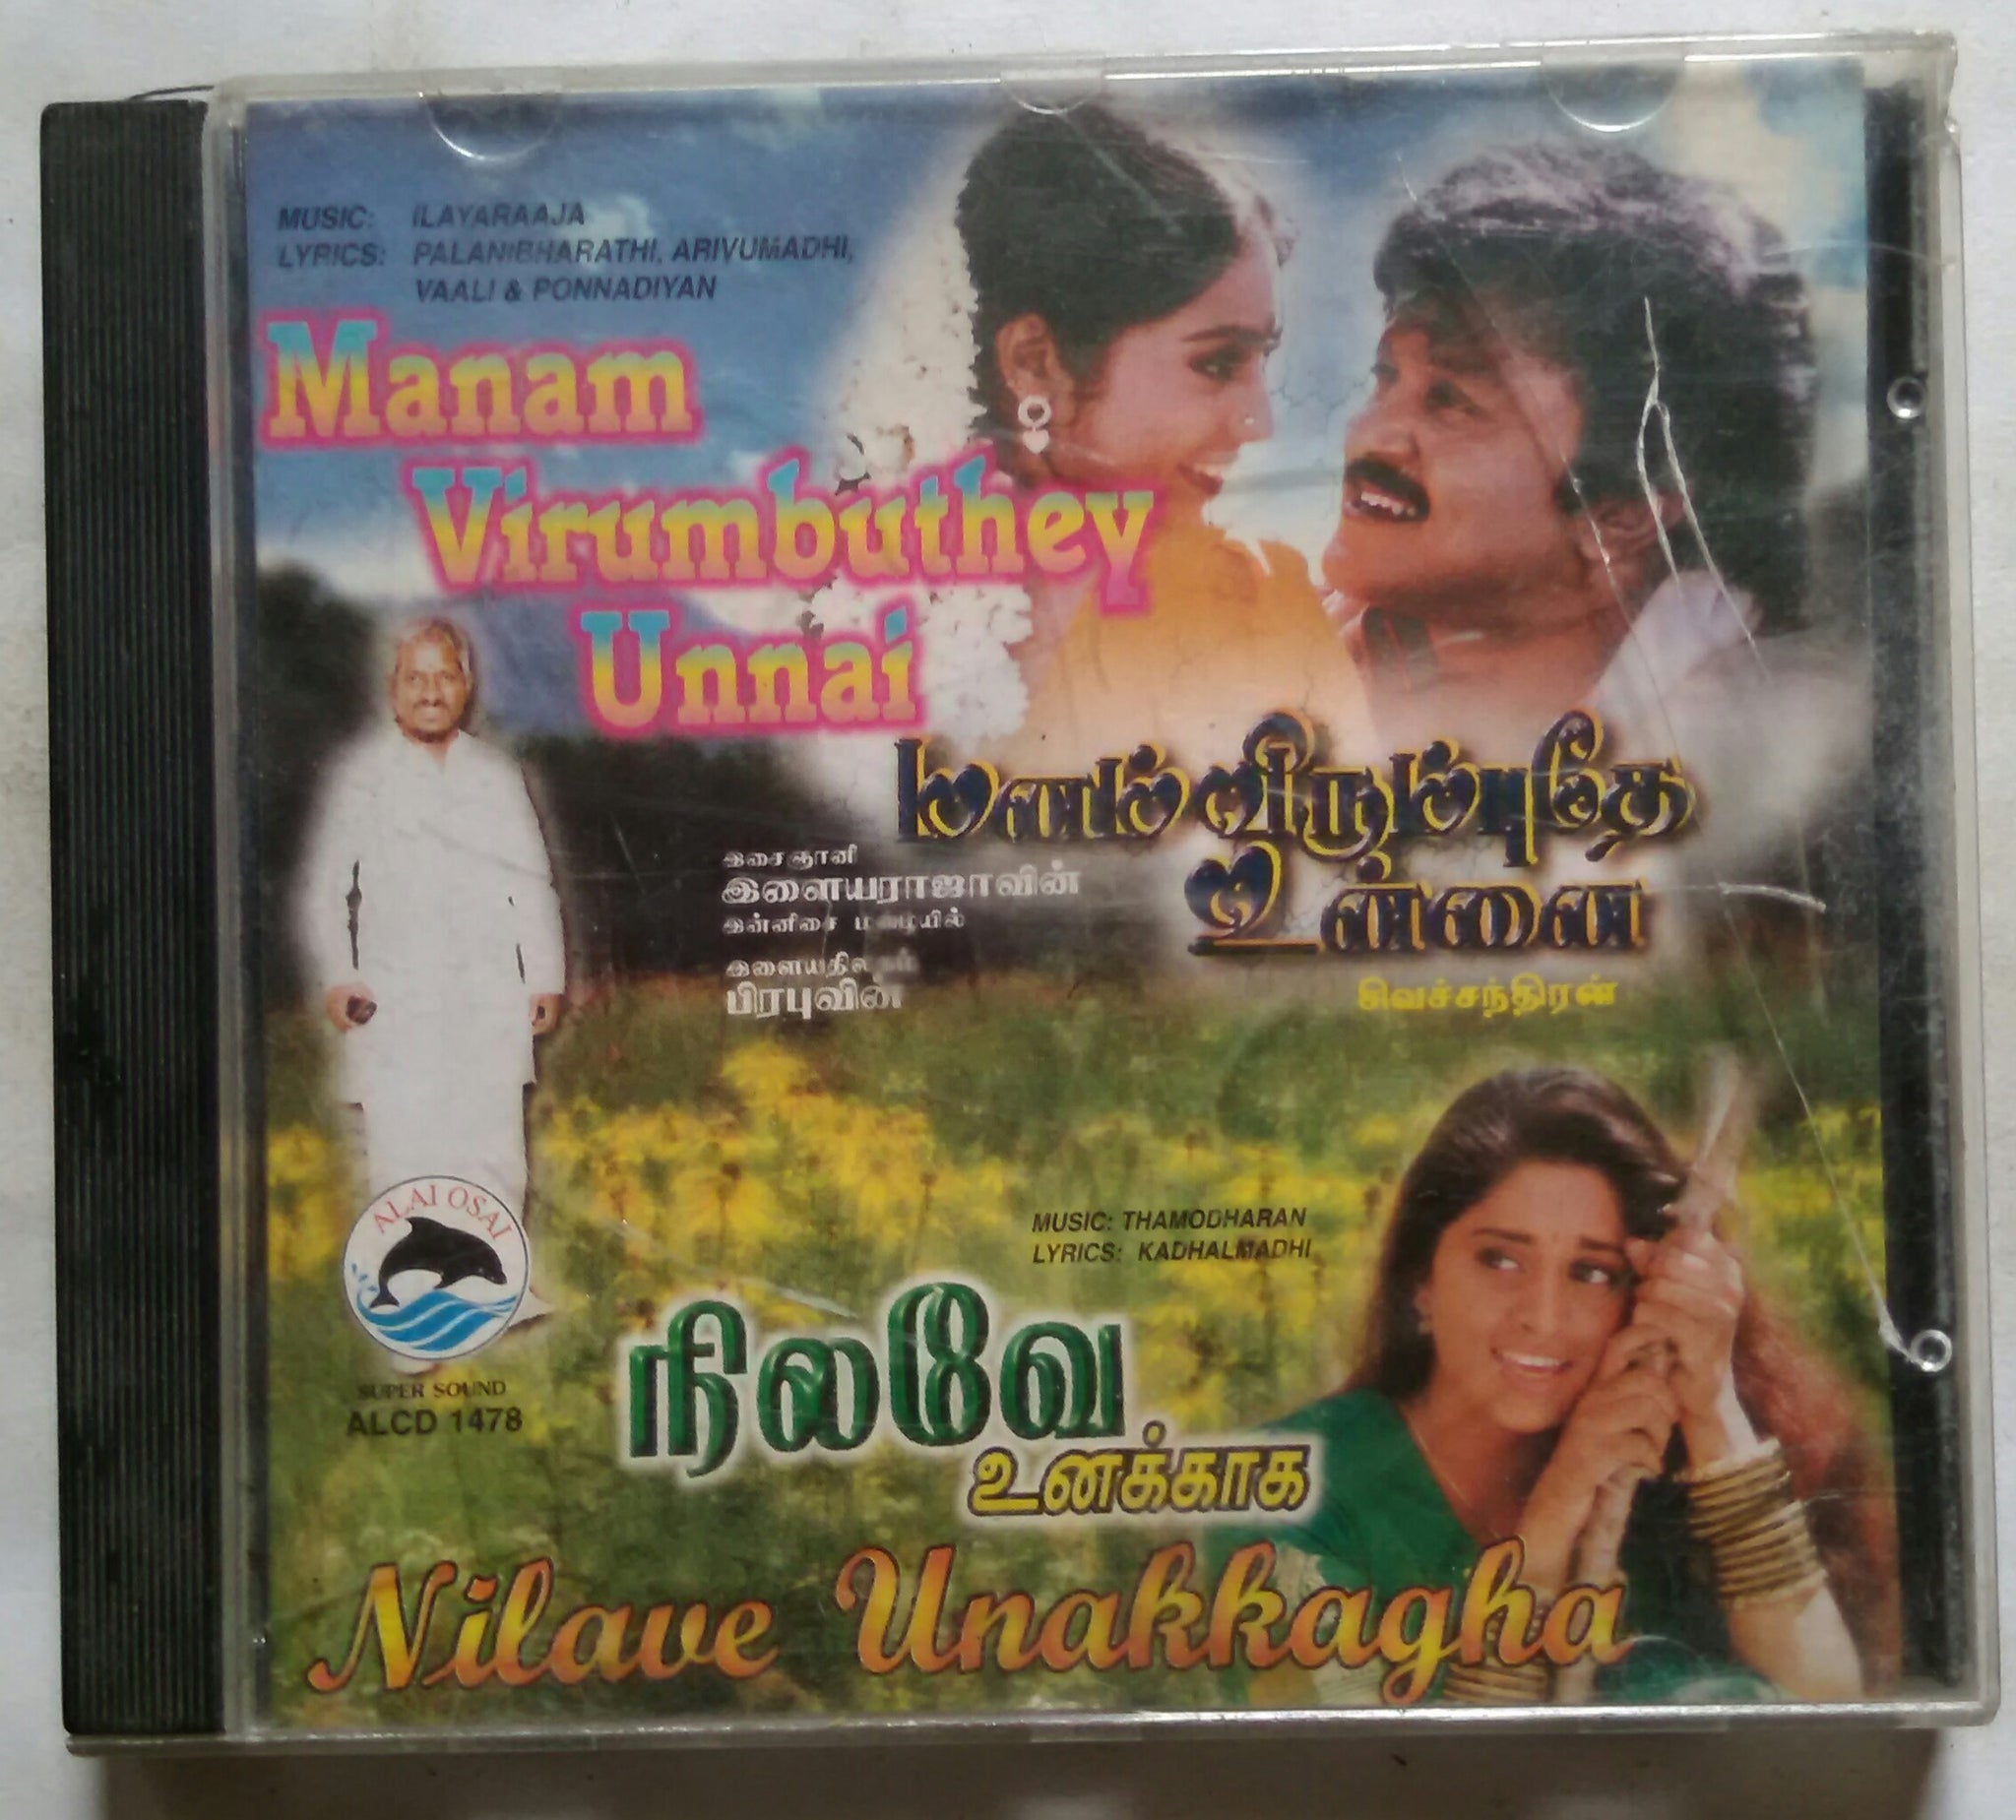 MUSIC: ILAYARAAJA
LYRICS: PALANIBHARATHI, ARIVUMADHI,
VAALI & PONNADIYAN
Manam
Virumbuthey
Unnai
மனம் விரும்புதே
உன்னை
இசைஞானி
இளையராஜாவின்
இன்னிசை மழையில்
இளையதிலகம்
பிரபுவின்
சிவச்சந்திரன்
ALAI OSAI
SUPER SOUND
ALCD 1478
MUSIC: THAMODHARAN
LYRICS: KADHALMADHI
நிலவே
உனக்காக
Nilave Unakkagha